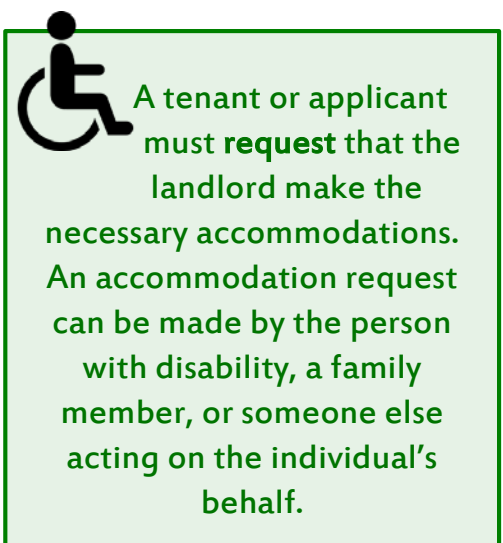 A tenant or applicant
must request that the
landlord make the
necessary accommodations.
An accommodation request
can be made by the person
with disability, a family
member, or someone else
acting on the individual's
behalf.